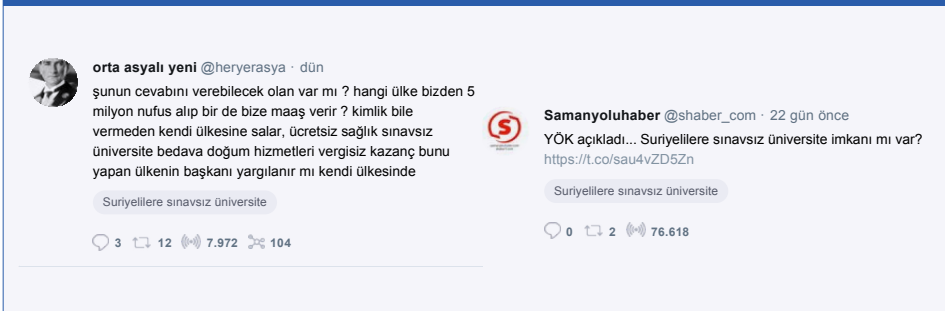 orta asyalı yeni @heryerasya · dün
şunun cevabını verebilecek olan var mı ? hangi ülke bizden 5
milyon nufus alıp bir de bize maaş verir ? kimlik bile
vermeden kendi ülkesine salar, ücretsiz sağlık sınavsız
üniversite bedava doğum hizmetleri vergisiz kazanç bunu
yapan ülkenin başkanı yargılanır mı kendi ülkesinde
Suriyelilere sınavsız üniversite
3 12 7.972 104
Samanyoluhaber @shaber_com · 22 gün önce
YÖK açıkladı... Suriyelilere sınavsız üniversite imkanı mı var?
https://t.co/sau4vZD5Zn
Suriyelilere sınavsız üniversite
0 2 76.618